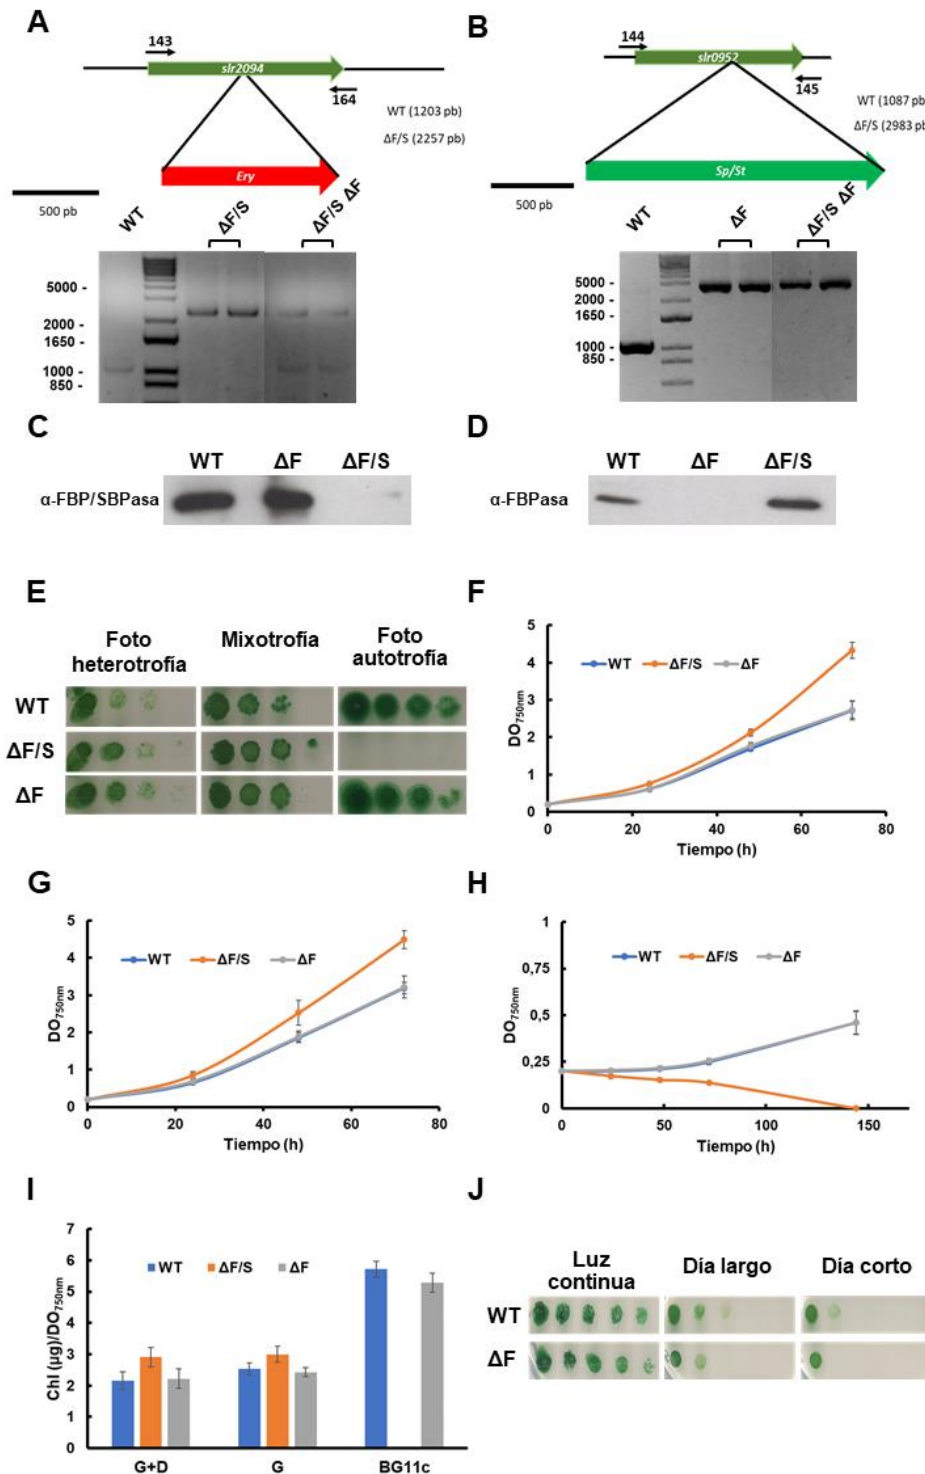 A
143
slr2094
164
WT (1203 pb)
ΔF/S (2257 pb)
Ery
500 pb
WT
ΔF/S
ΔF/S ΔF
5000 -
2000 -
1650 -
1000 -
850 -
B
144
slr0952
145
WT (1087 pb)
ΔF/S (2983 pb)
Sp/St
500 pb
WT
ΔF
ΔF/S ΔF
5000 -
2000 -
1650 -
1000 -
850 -
C
WT ΔF ΔF/S
α-FBP/SBPasa
D
WT ΔF ΔF/S
α-FBPasa
E
Foto heterotrofía
Mixotrofía
Foto autotrofía
WT
ΔF/S
ΔF
F
5
4
3
2
1
0
DO750nm
WT ΔF/S ΔF
0 20 40 60 80
Tiempo (h)
G
5
4
3
2
1
0
DO750nm
WT ΔF/S ΔF
0 20 40 60 80
Tiempo (h)
H
1
0,75
0,5
0,25
0
DO750nm
WT ΔF/S ΔF
0 50 100 150
Tiempo (h)
I
7
6
5
4
3
2
1
0
Chl (µg)/DO750nm
WT ΔF/S ΔF
G+D G BG11c
J
Luz continua
Día largo
Día corto
WT
ΔF